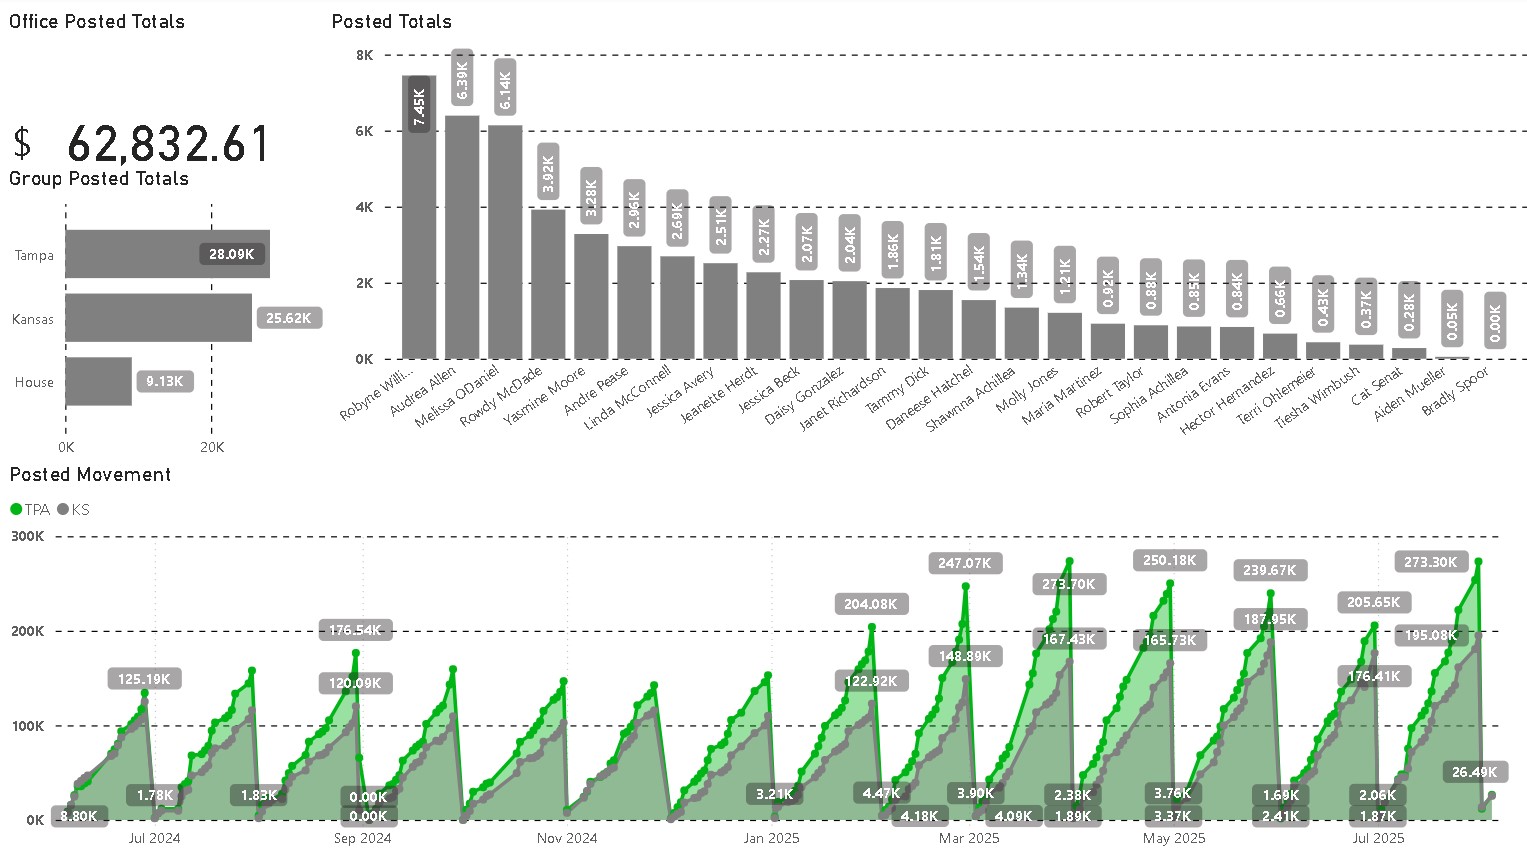 Office Posted Totals
$ 62,832.61
Group Posted Totals
Tampa 28.09K
Kansas 25.62K
House 9.13K
0K 20K
Posted Totals
8K
6K
4K
2K
0K
7.45K 6.39K 6.14K 3.92K 3.28K 2.96K 2.69K 2.51K 2.27K 2.07K 2.04K 1.86K 1.81K 1.54K 1.34K 1.21K 0.92K 0.88K 0.85K 0.84K 0.66K 0.43K 0.37K 0.28K 0.05K 0.00K
Robyne Willi...
Audrea Allen
Melissa ODaniel
Rowdy McDade
Yasmine Moore
Andre Pease
Linda McConnell
Jessica Avery
Jeanette Herdt
Jessica Beck
Daisy Gonzalez
Janet Richardson
Tammy Dick
Daneese Hatchel
Shawnna Achillea
Molly Jones
Maria Martinez
Robert Taylor
Sophia Achillea
Antonia Evans
Hector Hernandez
Terri Ohlemeier
Tiesha Wimbush
Cat Senat
Aiden Mueller
Bradly Spoor
Posted Movement
TPA KS
300K
200K
100K
0K
125.19K
176.54K
120.09K
204.08K
122.92K
247.07K
148.89K
273.70K
167.43K
250.18K
165.73K
239.67K
187.95K
205.65K
176.41K
273.30K
195.08K
26.49K
8.80K
1.78K
1.83K
0.00K
0.00K
3.21K
4.47K
4.18K
3.90K
4.09K
2.38K
1.89K
3.76K
3.37K
1.69K
2.41K
2.06K
1.87K
Jul 2024 Sep 2024 Nov 2024 Jan 2025 Mar 2025 May 2025 Jul 2025